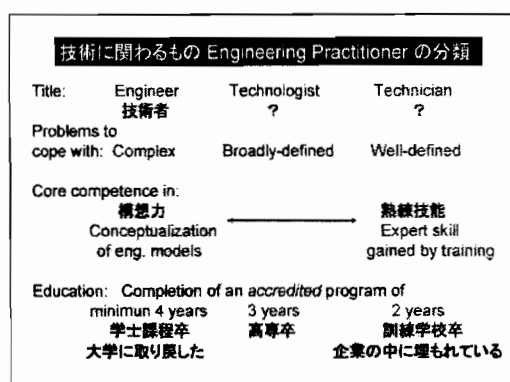 技術に関わるもの Engineering Practitioner の分類
Title: Engineer Technologist Technician
技術者 ? ?
Problems to
cope with: Complex Broadly-defined Well-defined
Core competence in:
構想力 熟練技能
Conceptualization Expert skill
of eng. models gained by training
Education: Completion of an accredited program of
minimun 4 years 3 years 2 years
学士課程卒 高専卒 訓練学校卒
大学に取り戻した 企業の中に埋もれている